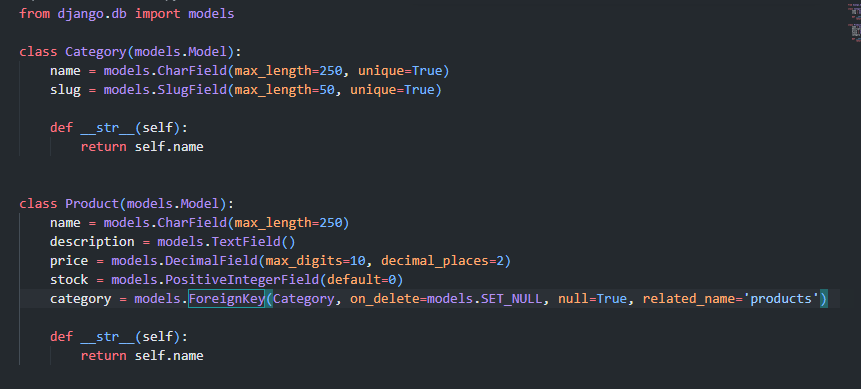 from django.db import models
class Category(models.Model):
    name = models.CharField(max_length=250, unique=True)
    slug = models.SlugField(max_length=50, unique=True)
    def __str__(self):
        return self.name
class Product(models.Model):
    name = models.CharField(max_length=250)
    description = models.TextField()
    price = models.DecimalField(max_digits=10, decimal_places=2)
    stock = models.PositiveIntegerField(default=0)
    category = models.ForeignKey(Category, on_delete=models.SET_NULL, null=True, related_name='products')
    def __str__(self):
        return self.name